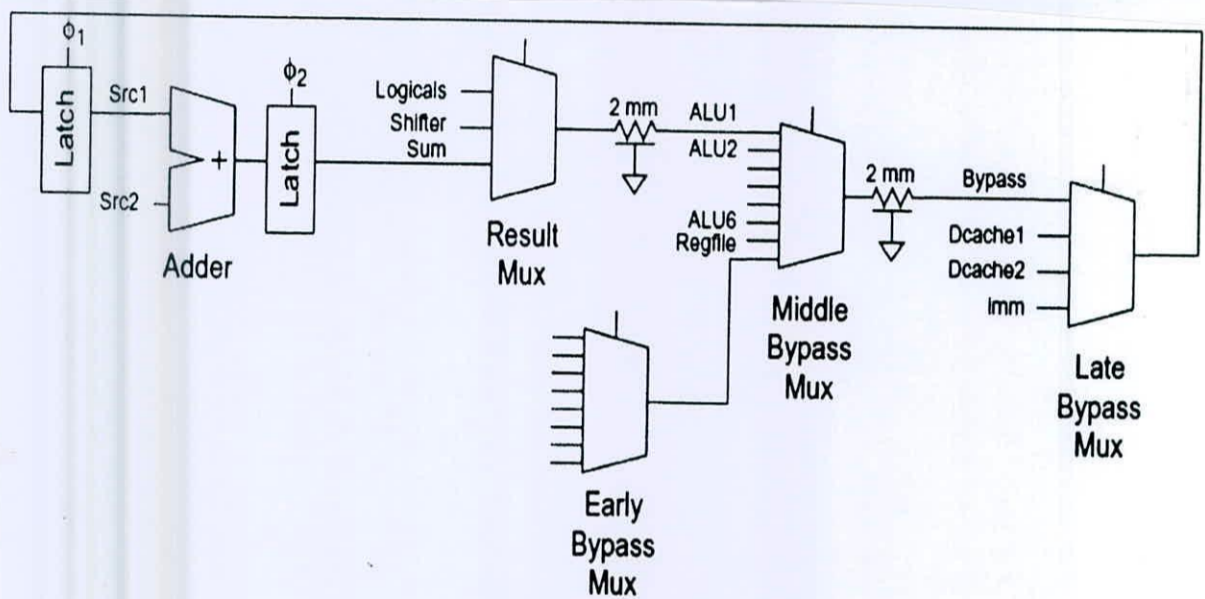 ϕ1
Latch
Src1
Src2
+
Adder
ϕ2
Latch
Logicals
Shifter
Sum
Result
Mux
2 mm
ALU1
ALU2
ALU6
Regfile
Middle
Bypass
Mux
Early
Bypass
Mux
2 mm
Bypass
Dcache1
Dcache2
Imm
Late
Bypass
Mux